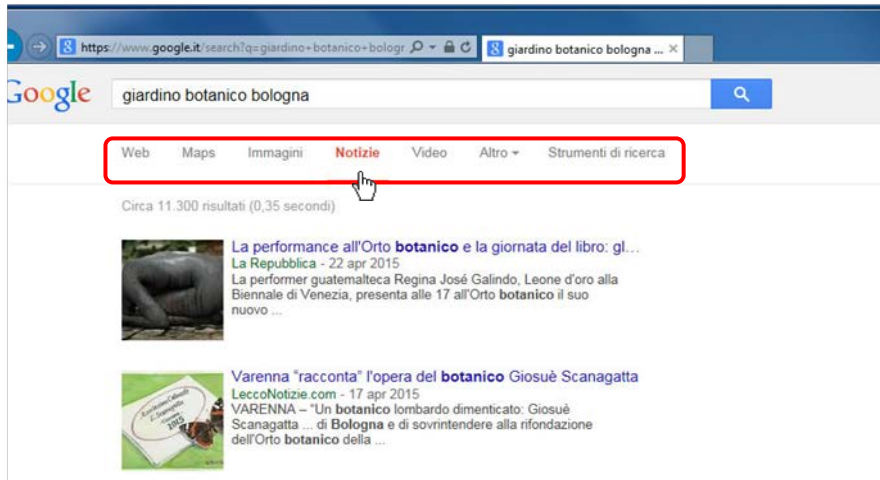 https://www.google.it/search?q=giardino+botanico+bologr
giardino botanico bologna ...
Google
giardino botanico bologna
Web Maps Immagini Notizie Video Altro Strumenti di ricerca
Circa 11.300 risultati (0,35 secondi)
La performance all'Orto botanico e la giornata del libro: gl...
La Repubblica - 22 apr 2015
La performer guatemalteca Regina José Galindo, Leone d'oro alla
Biennale di Venezia, presenta alle 17 all'Orto botanico il suo
nuovo ...
Varenna "racconta" l'opera del botanico Giosuè Scanagatta
LeccoNotizie.com - 17 apr 2015
VARENNA – "Un botanico lombardo dimenticato: Giosuè
Scanagatta ... di Bologna e di sovrintendere alla rifondazione
dell'Orto botanico della ...
2015